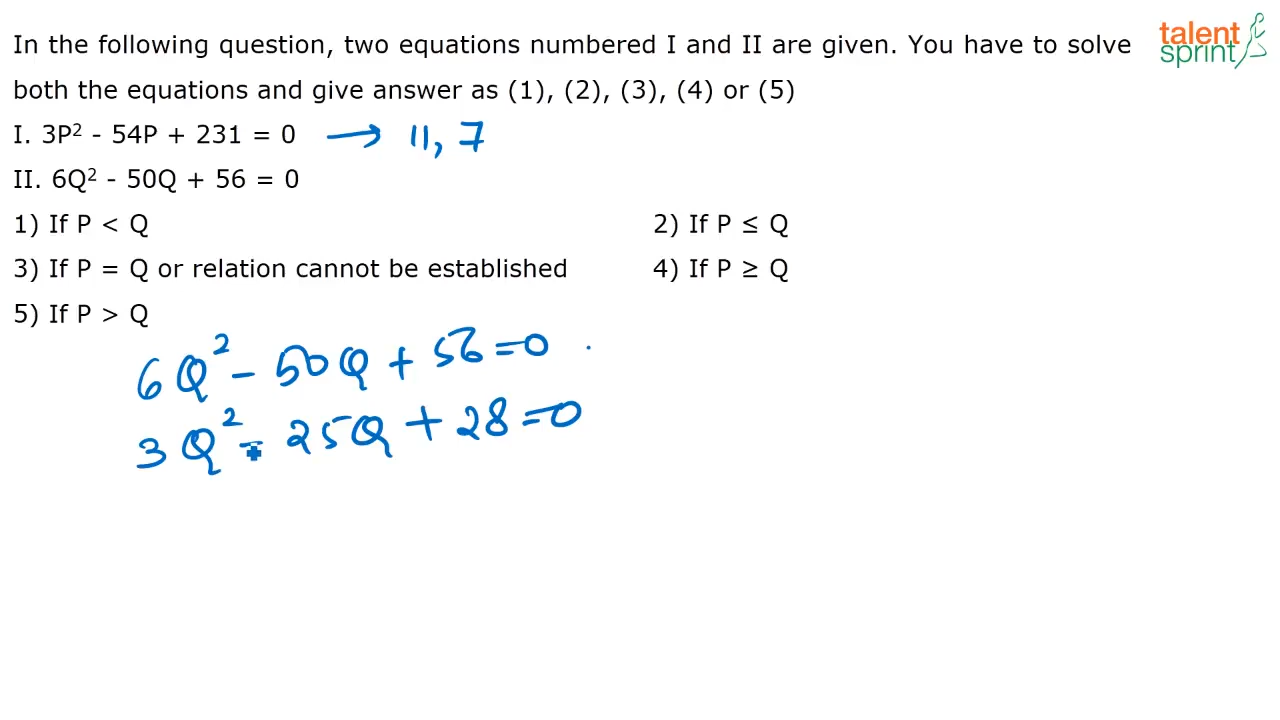 talent
sprint
In the following question, two equations numbered I and II are given. You have to solve
both the equations and give answer as (1), (2), (3), (4) or (5)
I. 3P² - 54P + 231 = 0 → 11, 7
II. 6Q² - 50Q + 56 = 0
1) If P < Q 2) If P ≤ Q
3) If P = Q or relation cannot be established 4) If P ≥ Q
5) If P > Q
6Q² - 50Q + 56 = 0
3Q² - 25Q + 28 = 0